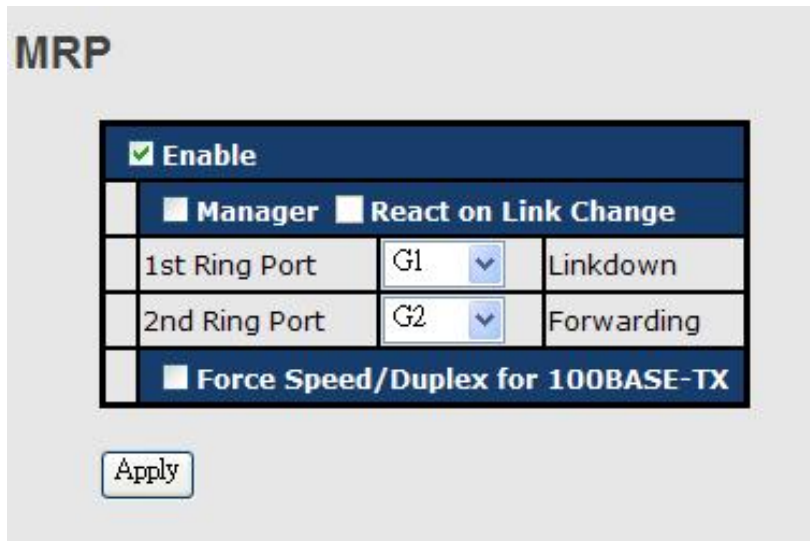 MRP
Enable
Manager React on Link Change
1st Ring Port G1 Linkdown
2nd Ring Port G2 Forwarding
Force Speed/Duplex for 100BASE-TX
Apply